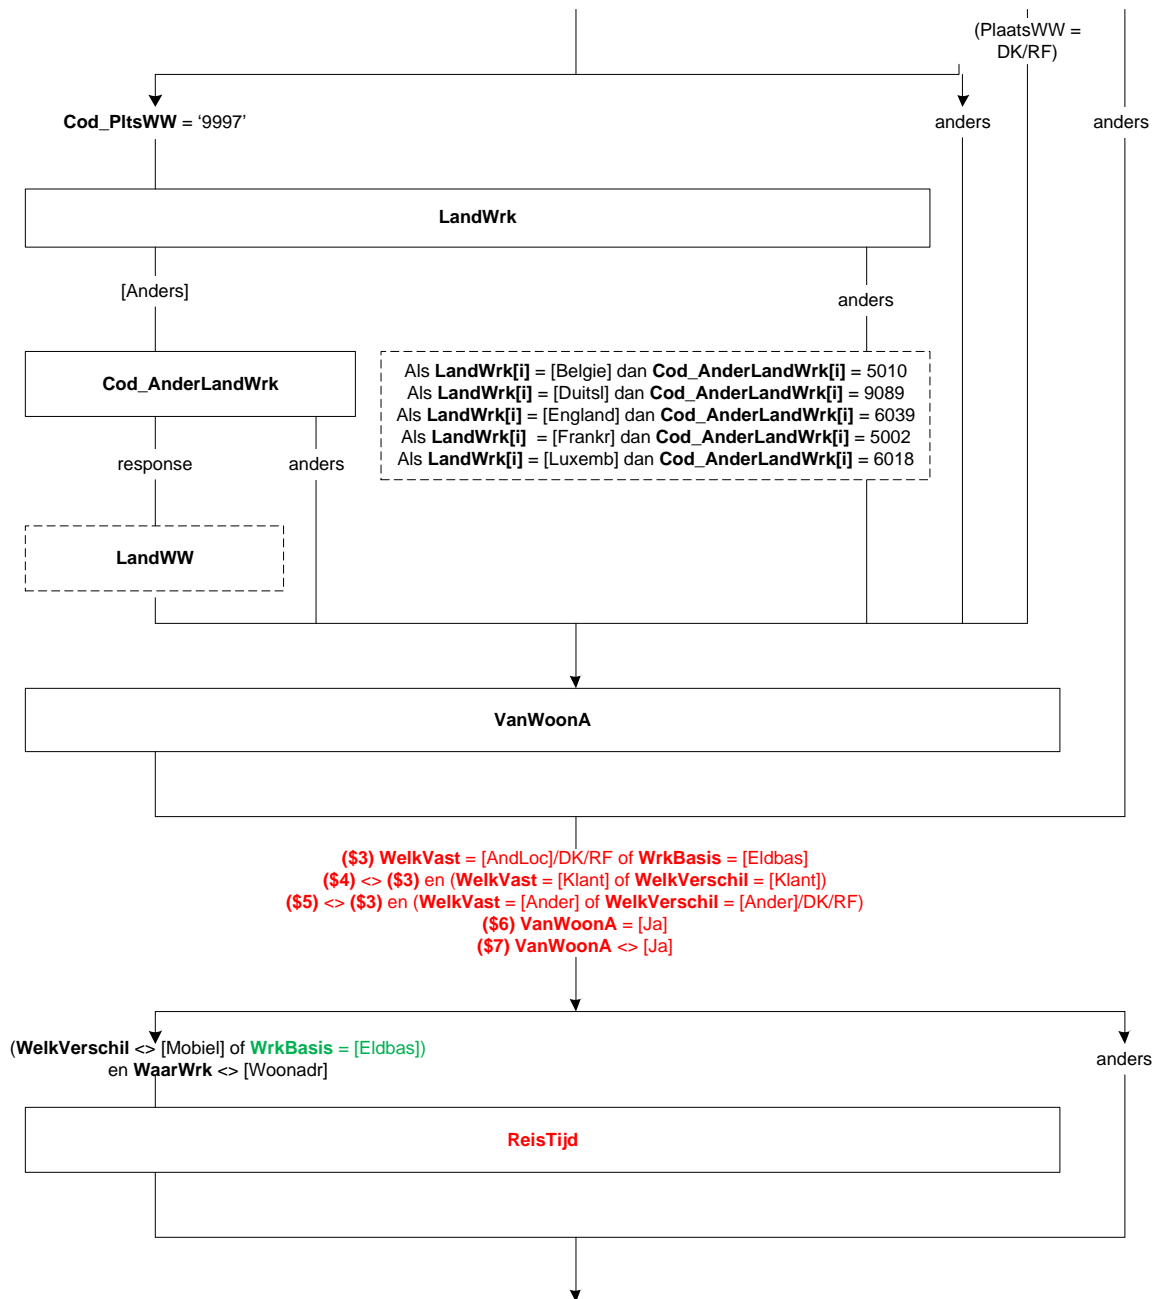 (PlaatsWW =
DK/RF)
Cod_PltsWW = ‘9997’
anders
anders
LandWrk
[Anders]
anders
Cod_AnderLandWrk
Als LandWrk[i] = [Belgie] dan Cod_AnderLandWrk[i] = 5010
Als LandWrk[i] = [Duitsl] dan Cod_AnderLandWrk[i] = 9089
Als LandWrk[i] = [England] dan Cod_AnderLandWrk[i] = 6039
Als LandWrk[i] = [Frankr] dan Cod_AnderLandWrk[i] = 5002
Als LandWrk[i] = [Luxemb] dan Cod_AnderLandWrk[i] = 6018
response
anders
LandWW
VanWoonA
($3) WelkVast = [AndLoc]/DK/RF of WrkBasis = [Eldbas]
($4) <> ($3) en (WelkVast = [Klant] of WelkVerschil = [Klant])
($5) <> ($3) en (WelkVast = [Ander] of WelkVerschil = [Ander]/DK/RF)
($6) VanWoonA = [Ja]
($7) VanWoonA <> [Ja]
(WelkVerschil <> [Mobiel] of WrkBasis = [Eldbas])
en WaarWrk <> [Woonadr]
anders
ReisTijd